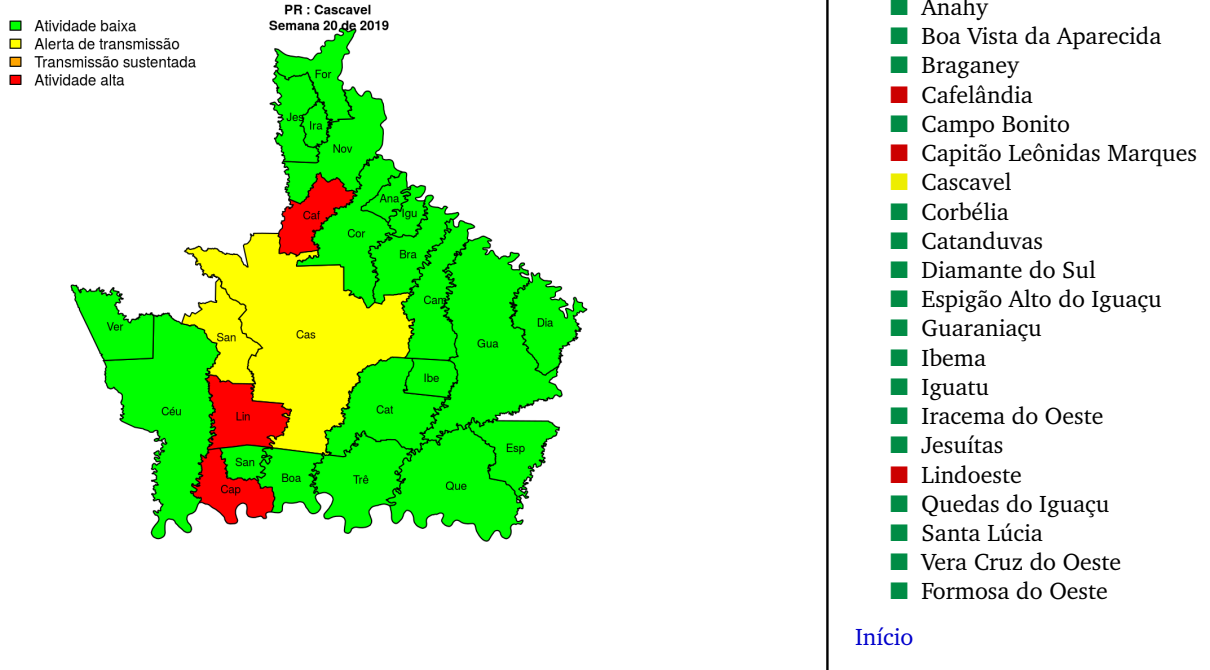 PR : Cascavel
Semana 20 de 2019
Atividade baixa
Alerta de transmissão
Transmissão sustentada
Atividade alta
For
Jes
Ira
Nov
Caf
Ana
Igu
Cor
Bra
Cam
Dia
Ver
San
Cas
Gua
Ibe
Céu
Lin
Cat
San
Cap
Boa
Trê
Que
Esp
Anahy
Boa Vista da Aparecida
Braganey
Cafelândia
Campo Bonito
Capitão Leônidas Marques
Cascavel
Corbélia
Catanduvas
Diamante do Sul
Espigão Alto do Iguaçu
Guaraniaçu
Ibema
Iguatu
Iracema do Oeste
Jesuítas
Lindoeste
Quedas do Iguaçu
Santa Lúcia
Vera Cruz do Oeste
Formosa do Oeste
Início